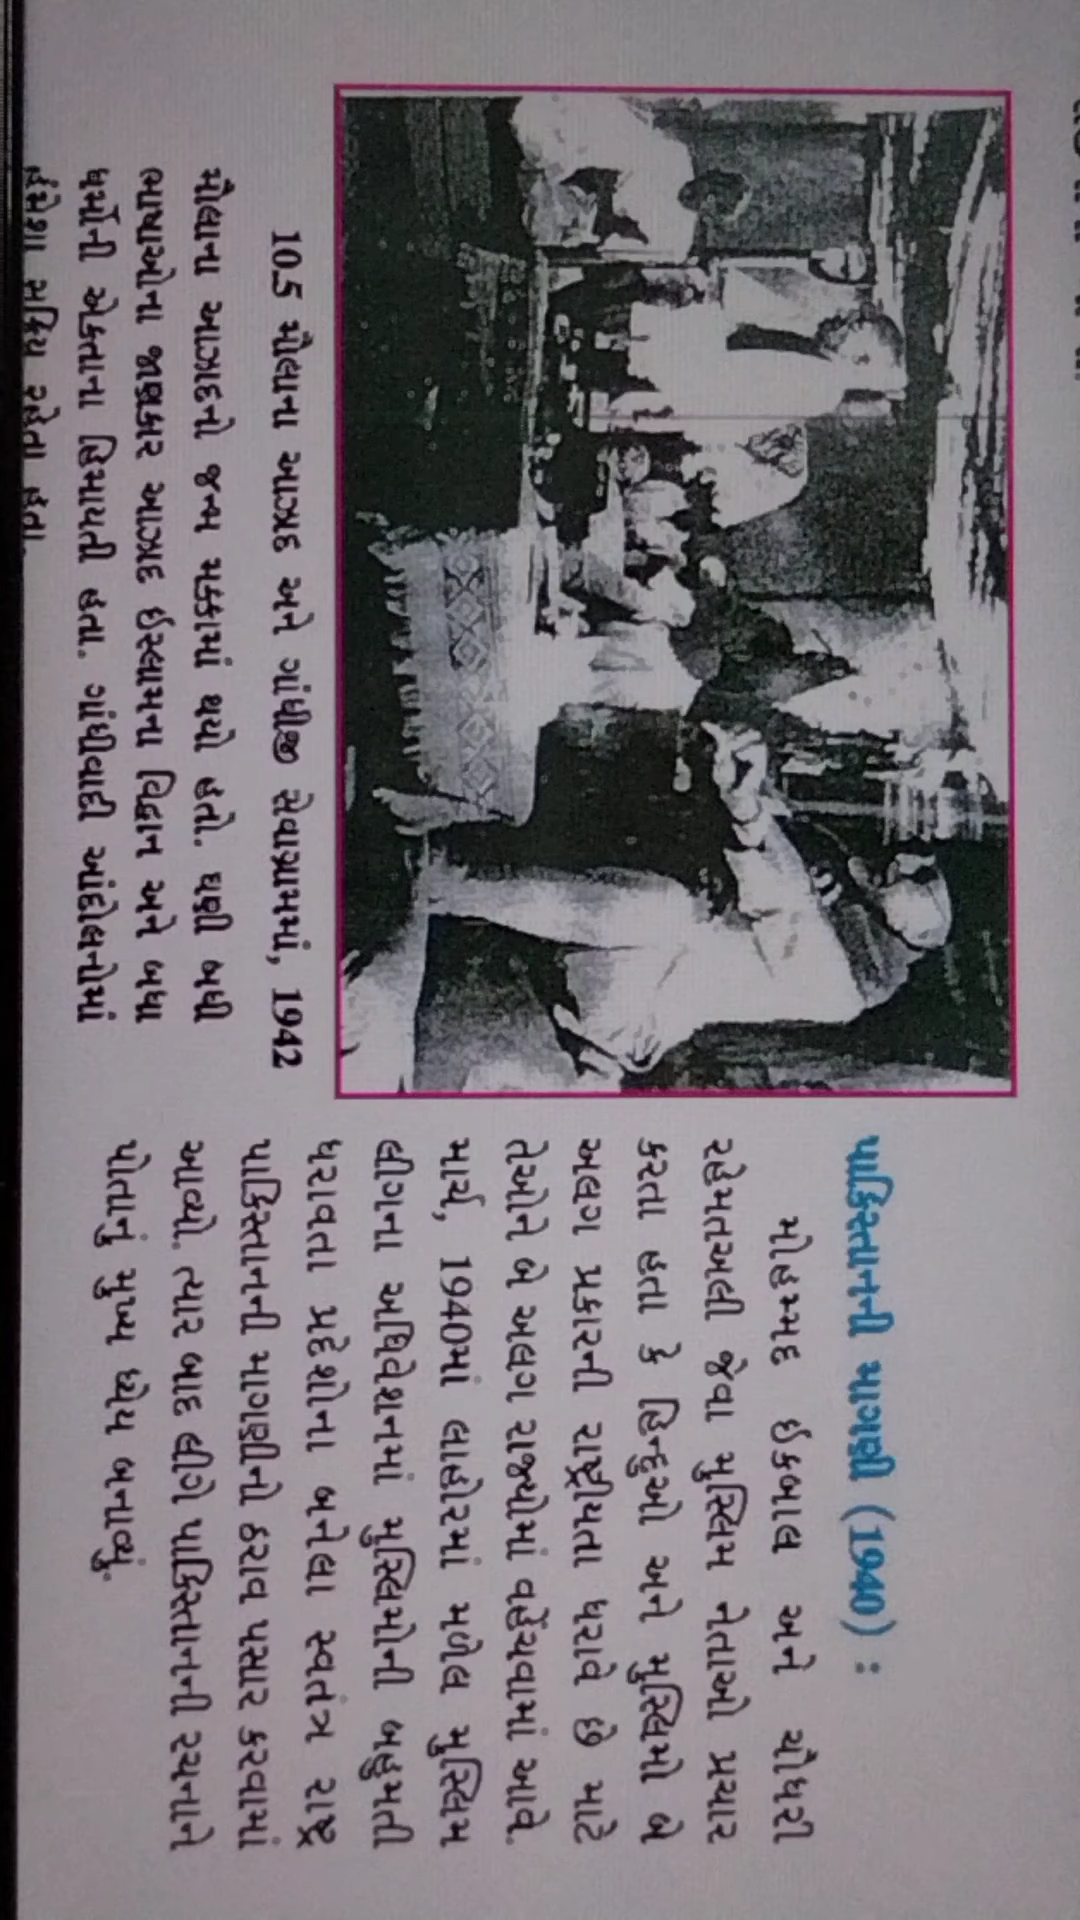 10.5 મૌલાના આઝાદ અને ગાંધીજી સેવાગ્રામમાં, 1942
મૌલાના આઝાદનો જન્મ મક્કામાં થયો હતો. ઘણી બધી
ભાષાઓના જાણકાર આઝાદ ઈસ્લામના વિદ્વાન અને બધા
ધર્મોની એકતાના હિમાયતી હતા. ગાંધીવાદી આંદોલનોમાં
હંમેશા સક્રિય રહેતા હતા.
પાકિસ્તાનની માગણી (1940) :
મોહમ્મદ ઈકબાલ અને ચૌધરી
રહેમતઅલી જેવા મુસ્લિમ નેતાઓ પ્રચાર
કરતા હતા કે હિન્દુઓ અને મુસ્લિમો બે
અલગ પ્રકારની રાષ્ટ્રીયતા ધરાવે છે માટે
તેઓને બે અલગ રાજ્યોમાં વહેંચવામાં આવે.
માર્ચ, 1940માં લાહોરમાં મળેલ મુસ્લિમ
લીગના અધિવેશનમાં મુસ્લિમોની બહુમતી
ધરાવતા પ્રદેશોના બનેલા સ્વતંત્ર રાષ્ટ્ર
પાકિસ્તાનની માગણીનો ઠરાવ પસાર કરવામાં
આવ્યો. ત્યાર બાદ લીગે પાકિસ્તાનની રચનાને
પોતાનું મુખ્ય ધ્યેય બનાવ્યું.